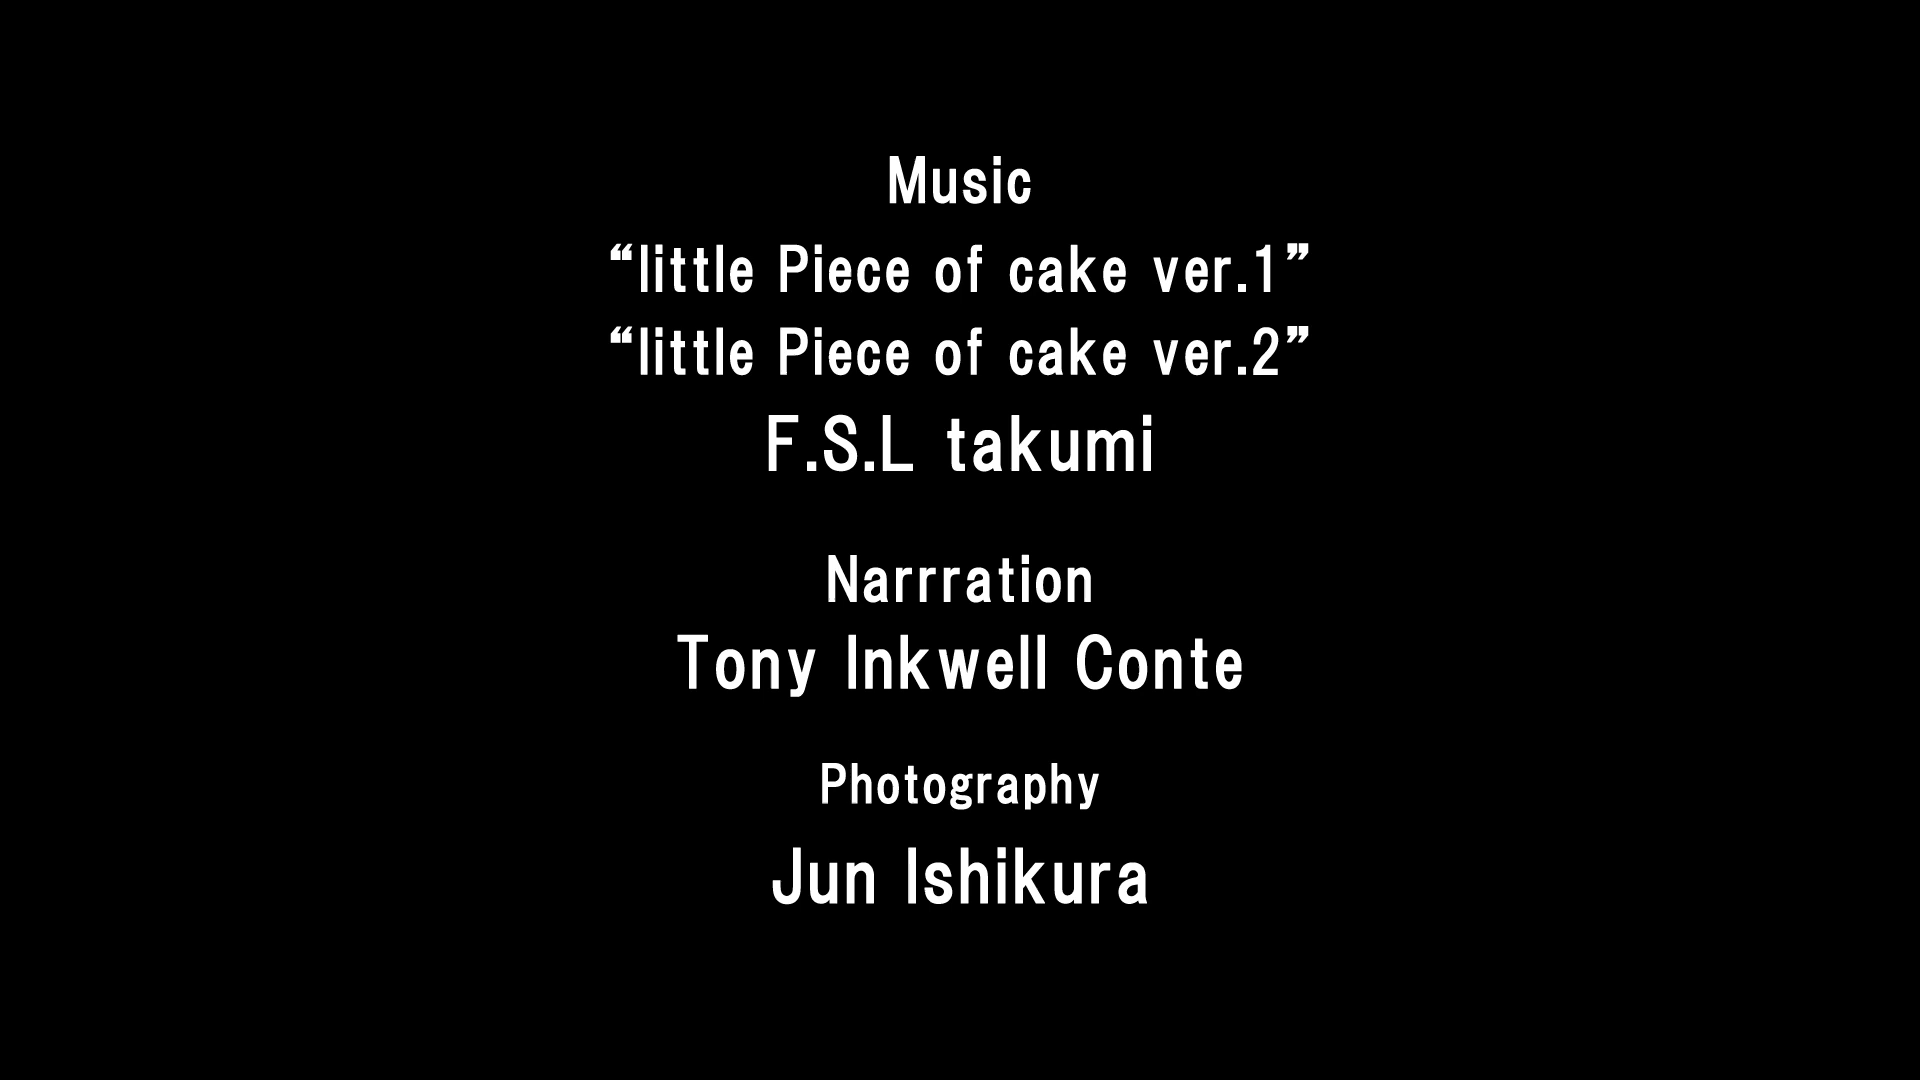 Music
“little Piece of cake ver.1”
“little Piece of cake ver.2”
F.S.L takumi
Narrration
Tony Inkwell Conte
Photography
Jun Ishikura